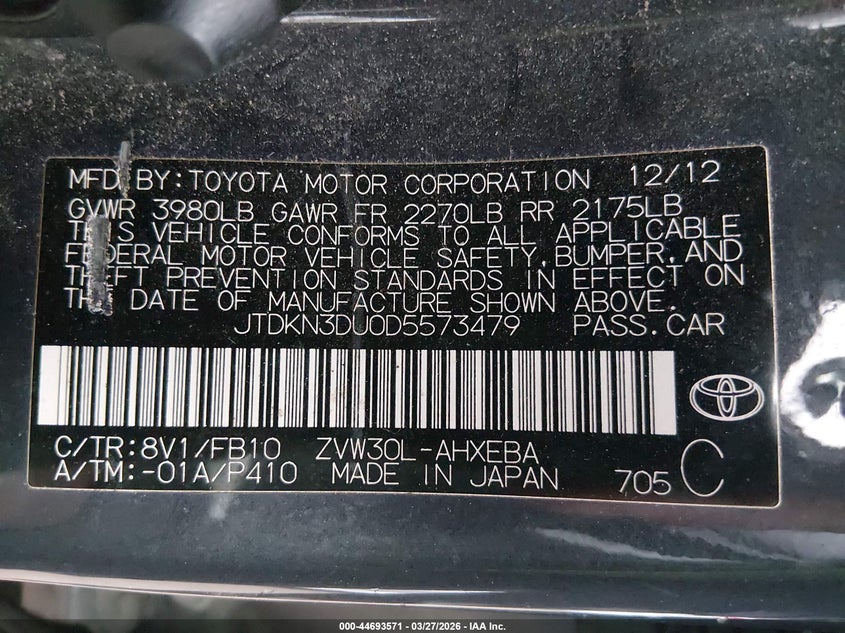 MFD. BY: TOYOTA MOTOR CORPORATION 12/12
GVWR 3980LB GAWR FR 2270LB RR 2175LB
THIS VEHICLE CONFORMS TO ALL APPLICABLE
FEDERAL MOTOR VEHICLE SAFETY, BUMPER, AND
THEFT PREVENTION STANDARDS IN EFFECT ON
THE DATE OF MANUFACTURE SHOWN ABOVE.
JTDKN3DU0D5573479 PASS. CAR
C/TR: 8V1/FB10 ZVW30L-AHXEBA
A/TM: -01A/P410 MADE IN JAPAN 705 C
000-44693571 / 03/27/2026 - IAA Inc.